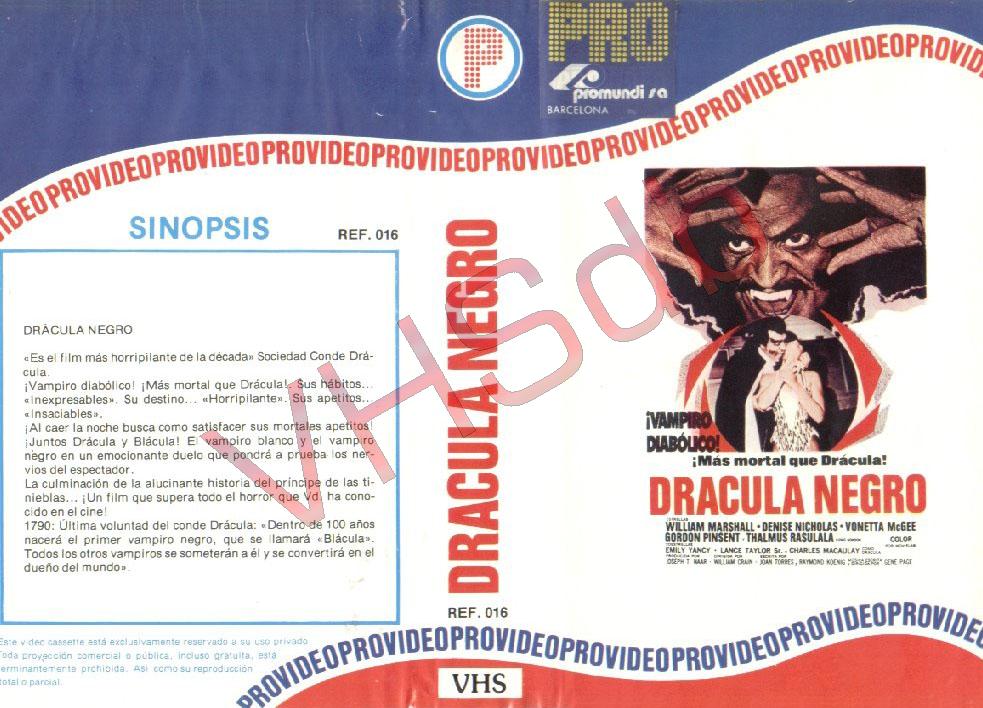 PRO
promundi sa
BARCELONA
VIDEOPROVIDEOPROVIDEOPROVIDEOPROVIDEOPROVIDEOPROVIDEOPROVIDEOPROVIDEOPROVIDEO
SINOPSIS
REF. 016
DRÁCULA NEGRO
«Es el film más horripilante de la década» Sociedad Conde Drá-
cula.
¡Vampiro diabólico! ¡Más mortal que Drácula! Sus hábitos...
«Inexpresables». Su destino... «Horripilante». Sus apetitos...
«Insaciables».
¡Al caer la noche busca como satisfacer sus mortales apetitos!
¡Juntos Drácula y Blácula! El vampiro blanco y el vampiro
negro en un emocionante duelo que pondrá a prueba los ner-
vios del espectador.
La culminación de la alucinante historia del príncipe de las ti-
nieblas... ¡Un film que supera todo el horror que Vd. ha cono-
cido en el cine!
1790: Última voluntad del conde Drácula: «Dentro de 100 años
nacerá el primer vampiro negro, que se llamará «Blácula».
Todos los otros vampiros se someterán a él y se convertirá en el
dueño del mundo».
Este video cassette está exclusivamente reservado a su uso privado
Toda proyección comercial o pública, incluso gratuita, está
terminantemente prohibida. Así como su reproducción
total o parcial.
DRACULA NEGRO
REF. 016
VHS
¡VAMPIRO
DIABÓLICO!
¡Más mortal que Drácula!
DRACULA NEGRO
WILLIAM MARSHALL · DENISE NICHOLAS · VONETTA McGEE
GORDON PINSENT · THALMUS RASULALA
COLOR
EMILY YANCY · LANCE TAYLOR Sr. · CHARLES MACAULAY
JOSEPH T. NAAR · WILLIAM CRAIN · JOAN TORRES, RAYMOND KOENIG
GENE PAGE
PROVIDEOPROVIDEOPROVIDEOPROVIDEOPROVIDEOPROVIDEOPROVIDEO
VHSdb